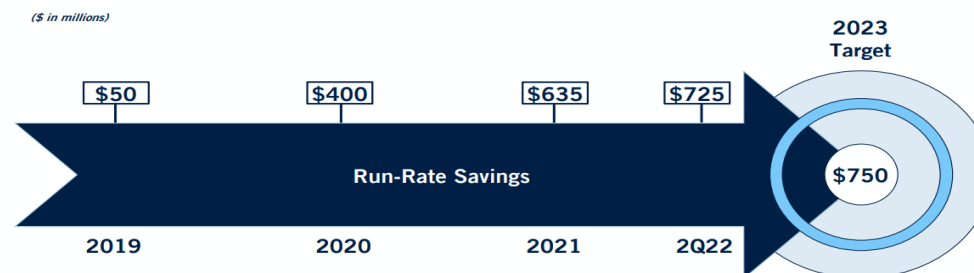 ($ in millions)
2023
Target
$50
$400
$635
$725
Run-Rate Savings
$750
2019
2020
2021
2Q22